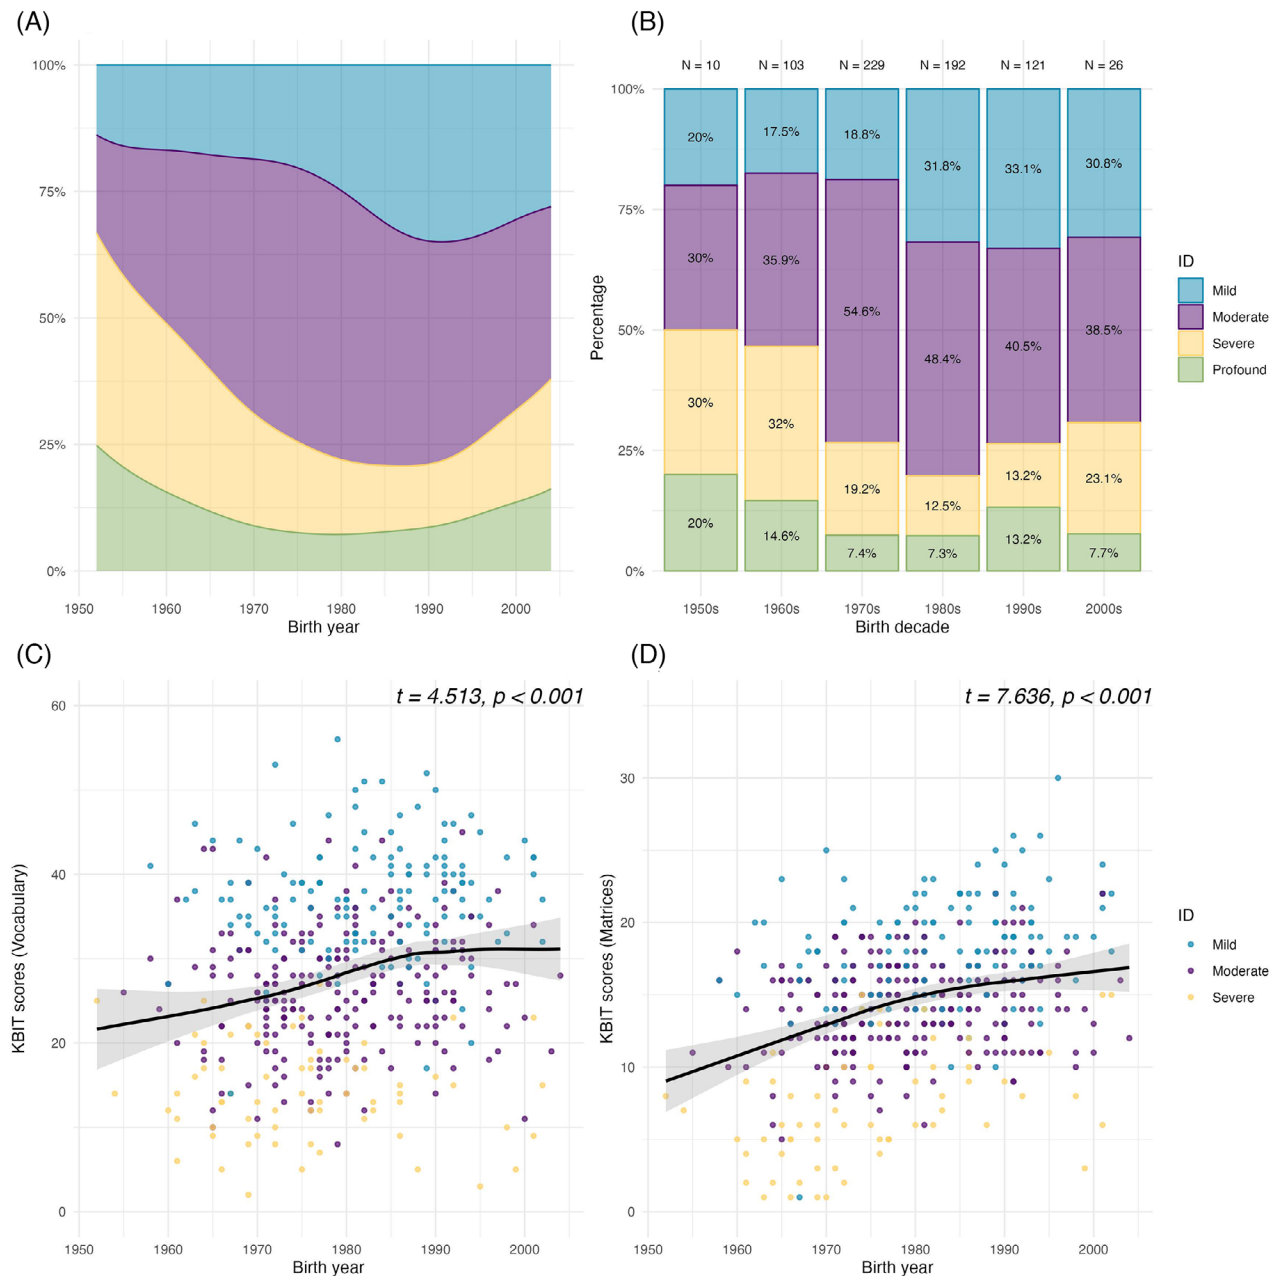 (A)
100%
75%
50%
25%
0%
1950 1960 1970 1980 1990 2000
Birth year
(B)
N = 10 N = 103 N = 229 N = 192 N = 121 N = 26
Percentage
100%
75%
50%
25%
0%
20% 17.5% 18.8% 31.8% 33.1% 30.8%
30% 35.9% 54.6% 48.4% 40.5% 38.5%
30% 32% 19.2% 12.5% 13.2% 23.1%
20% 14.6% 7.4% 7.3% 13.2% 7.7%
1950s 1960s 1970s 1980s 1990s 2000s
Birth decade
ID
Mild
Moderate
Severe
Profound
(C)
t = 4.513, p < 0.001
KBIT scores (Vocabulary)
60
40
20
0
1950 1960 1970 1980 1990 2000
Birth year
(D)
t = 7.636, p < 0.001
KBIT scores (Matrices)
30
20
10
0
1950 1960 1970 1980 1990 2000
Birth year
ID
Mild
Moderate
Severe